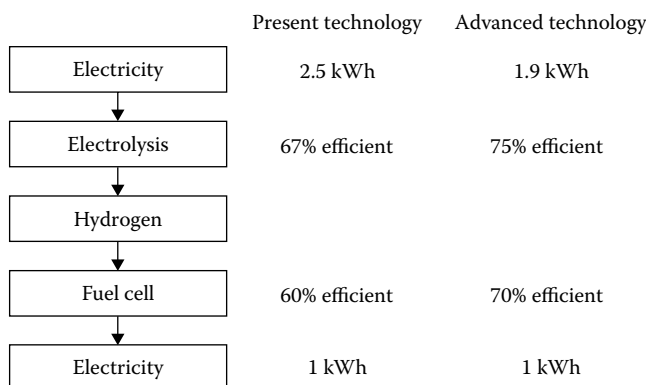 Present technology Advanced technology
Electricity 2.5 kWh 1.9 kWh
Electrolysis 67% efficient 75% efficient
Hydrogen
Fuel cell 60% efficient 70% efficient
Electricity 1 kWh 1 kWh